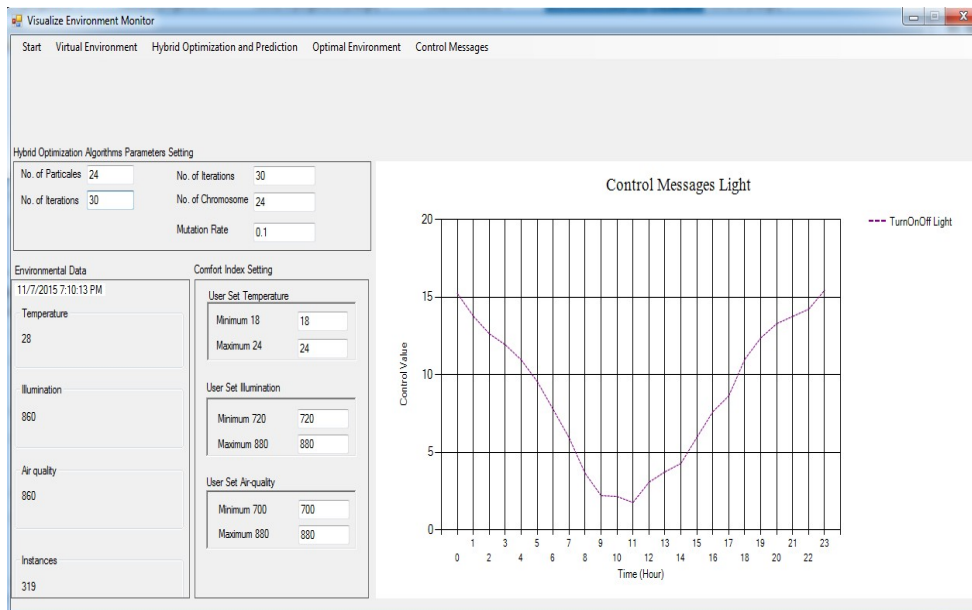 Visualize Environment Monitor
Start Virtual Environment Hybrid Optimization and Prediction Optimal Environment Control Messages
Hybrid Optimization Algorithms Parameters Setting
No. of Particales 24 No. of Iterations 30
No. of Iterations 30 No. of Chromosome 24
Mutation Rate 0.1
Environmental Data
11/7/2015 7:10:13 PM
Temperature
28
Illumination
860
Air quality
860
Instances
319
Comfort Index Setting
User Set Temperature
Minimum 18 18
Maximum 24 24
User Set Illumination
Minimum 720 720
Maximum 880 880
User Set Air-quality
Minimum 700 700
Maximum 880 880
Control Messages Light
TurnOnOff Light
Control Value
20
15
10
5
0
1 3 5 7 9 11 13 15 17 19 21 23
0 2 4 6 8 10 12 14 16 18 20 22
Time (Hour)